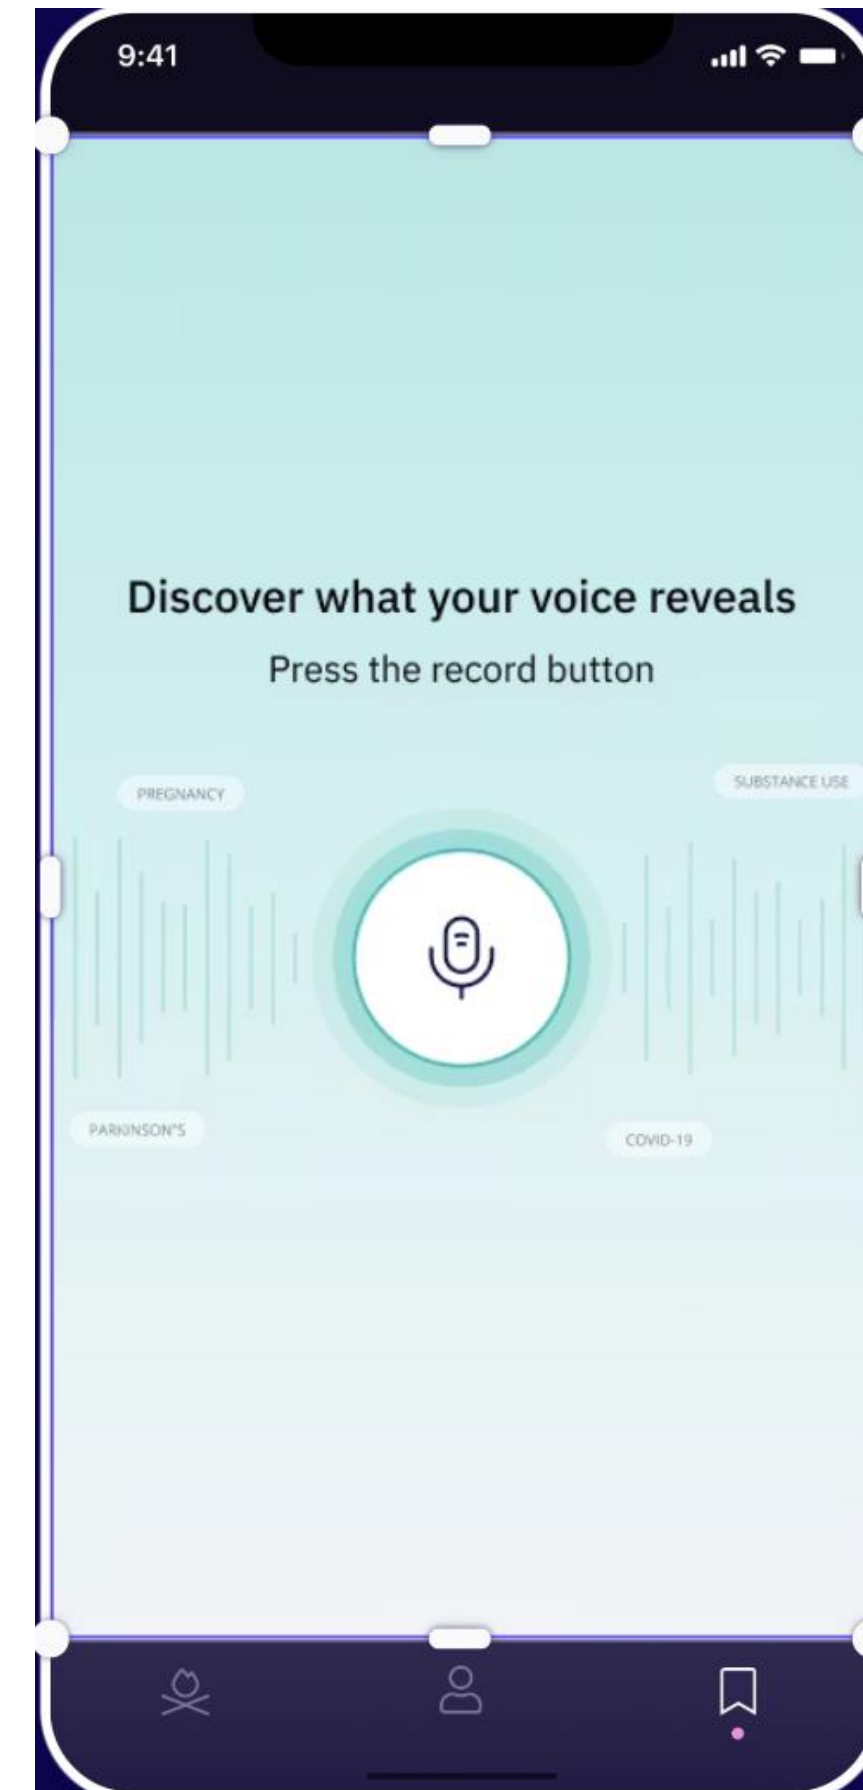 9:41
Discover what your voice reveals
Press the record button
SUBSTANCE USE
PREGNANCY
PARKINSON"S
COVID-19